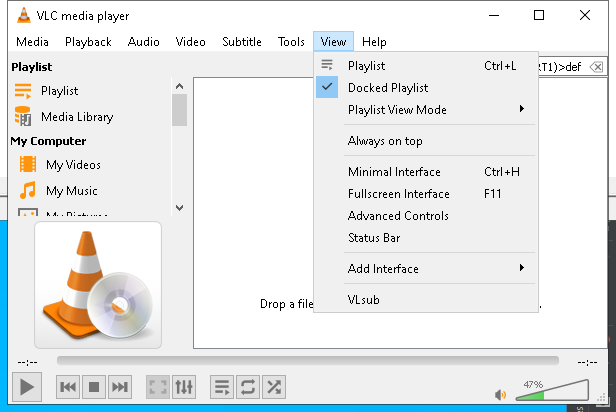 VLC media player
Media Playback Audio Video Subtitle Tools View Help
Playlist
Playlist
Media Library
My Computer
My Videos
My Music
My Pictures
RT1)>def
Playlist Ctrl+L
Docked Playlist
Playlist View Mode
Always on top
Minimal Interface Ctrl+H
Fullscreen Interface F11
Advanced Controls
Status Bar
Add Interface
VLsub
Drop a file
--:-- --:--
47%